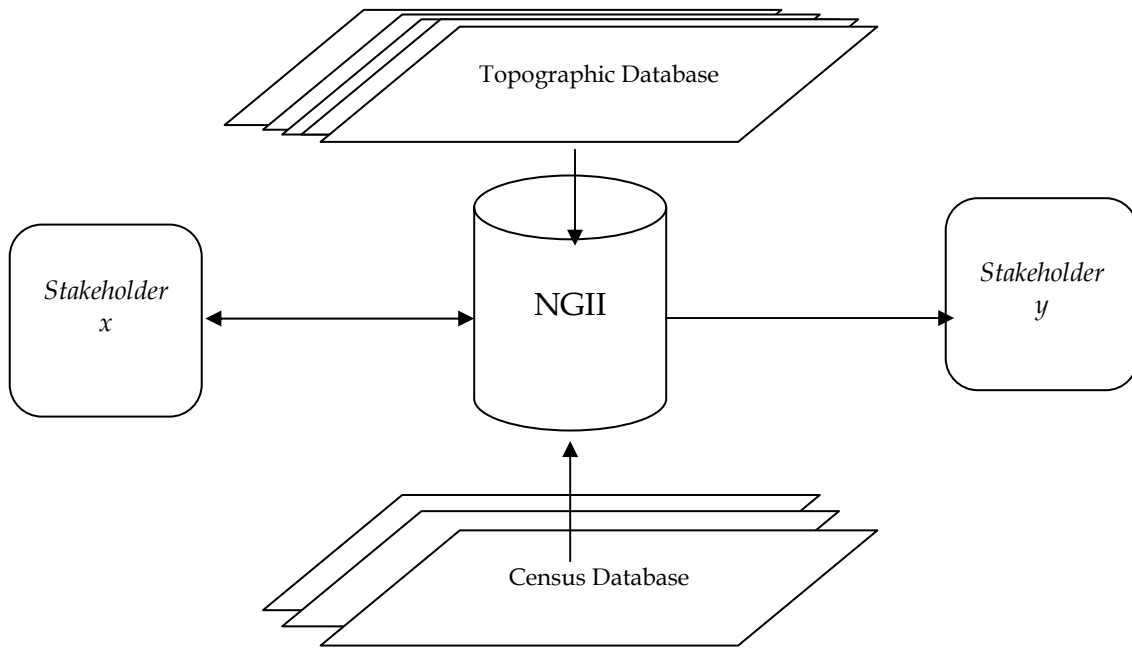 Topographic Database
Stakeholder
x
NGII
Stakeholder
y
Census Database